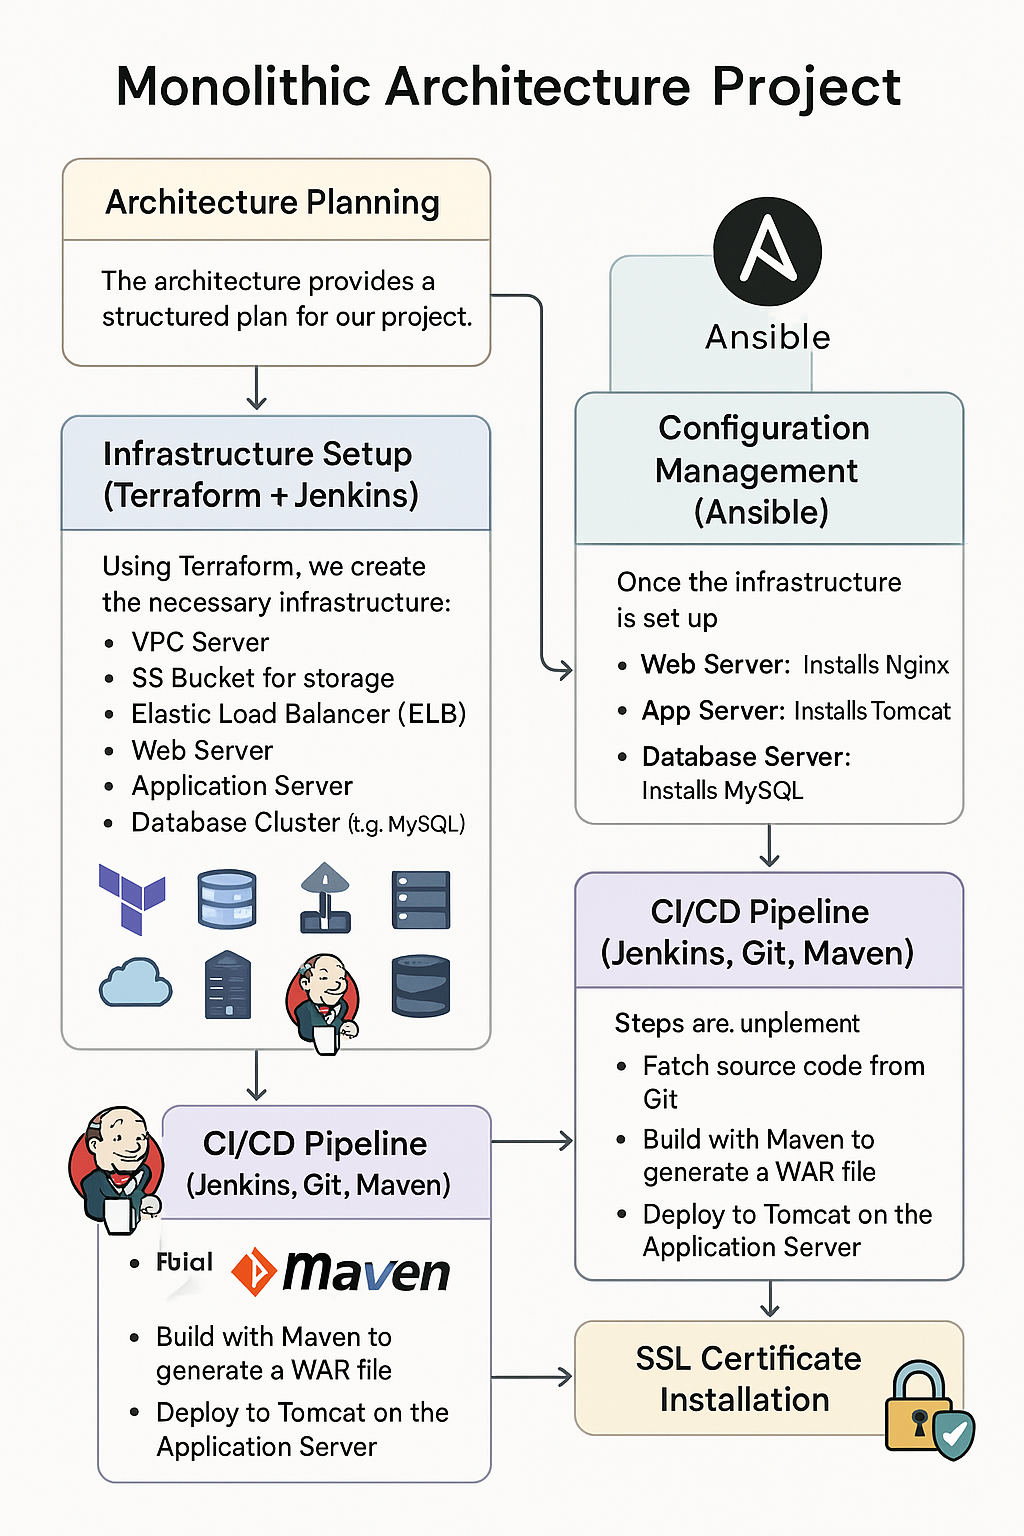 Monolithic Architecture Project
Architecture Planning
The architecture provides a
structured plan for our project.
Infrastructure Setup
(Terraform + Jenkins)
Using Terraform, we create
the necessary infrastructure:
• VPC Server
• SS Bucket for storage
• Elastic Load Balancer (ELB)
• Web Server
• Application Server
• Database Cluster (t.g. MySQL)
CI/CD Pipeline
(Jenkins, Git, Maven)
• Fbial maven
• Build with Maven to
generate a WAR file
• Deploy to Tomcat on the
Application Server
Ansible
Configuration
Management
(Ansible)
Once the infrastructure
is set up
• Web Server: Installs Nginx
• App Server: Installs Tomcat
• Database Server:
Installs MySQL
CI/CD Pipeline
(Jenkins, Git, Maven)
Steps are. unplement
• Fatch source code from
Git
• Build with Maven to
generate a WAR file
• Deploy to Tomcat on the
Application Server
SSL Certificate
Installation